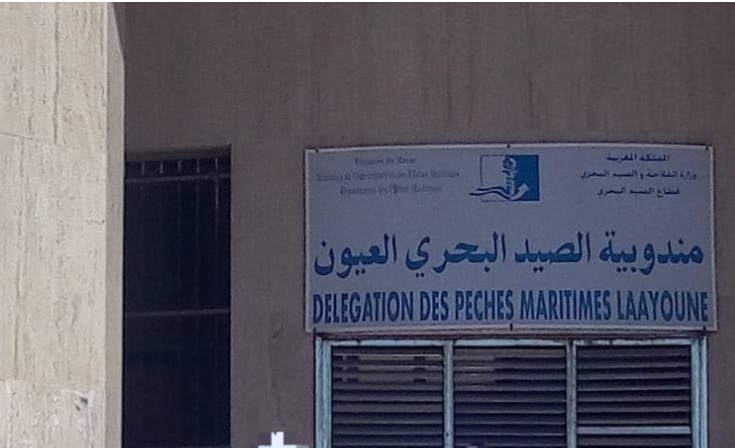 Royaume du Maroc
Ministère de l'agriculture et des Pêches Maritimes
Département des Pêches Maritimes
المملكة المغربية
وزارة الفلاحة و الصيد البحري
قطاع الصيد البحري
مندوبية الصيد البحري العيون
DELEGATION DES PECHES MARITIMES LAAYOUNE